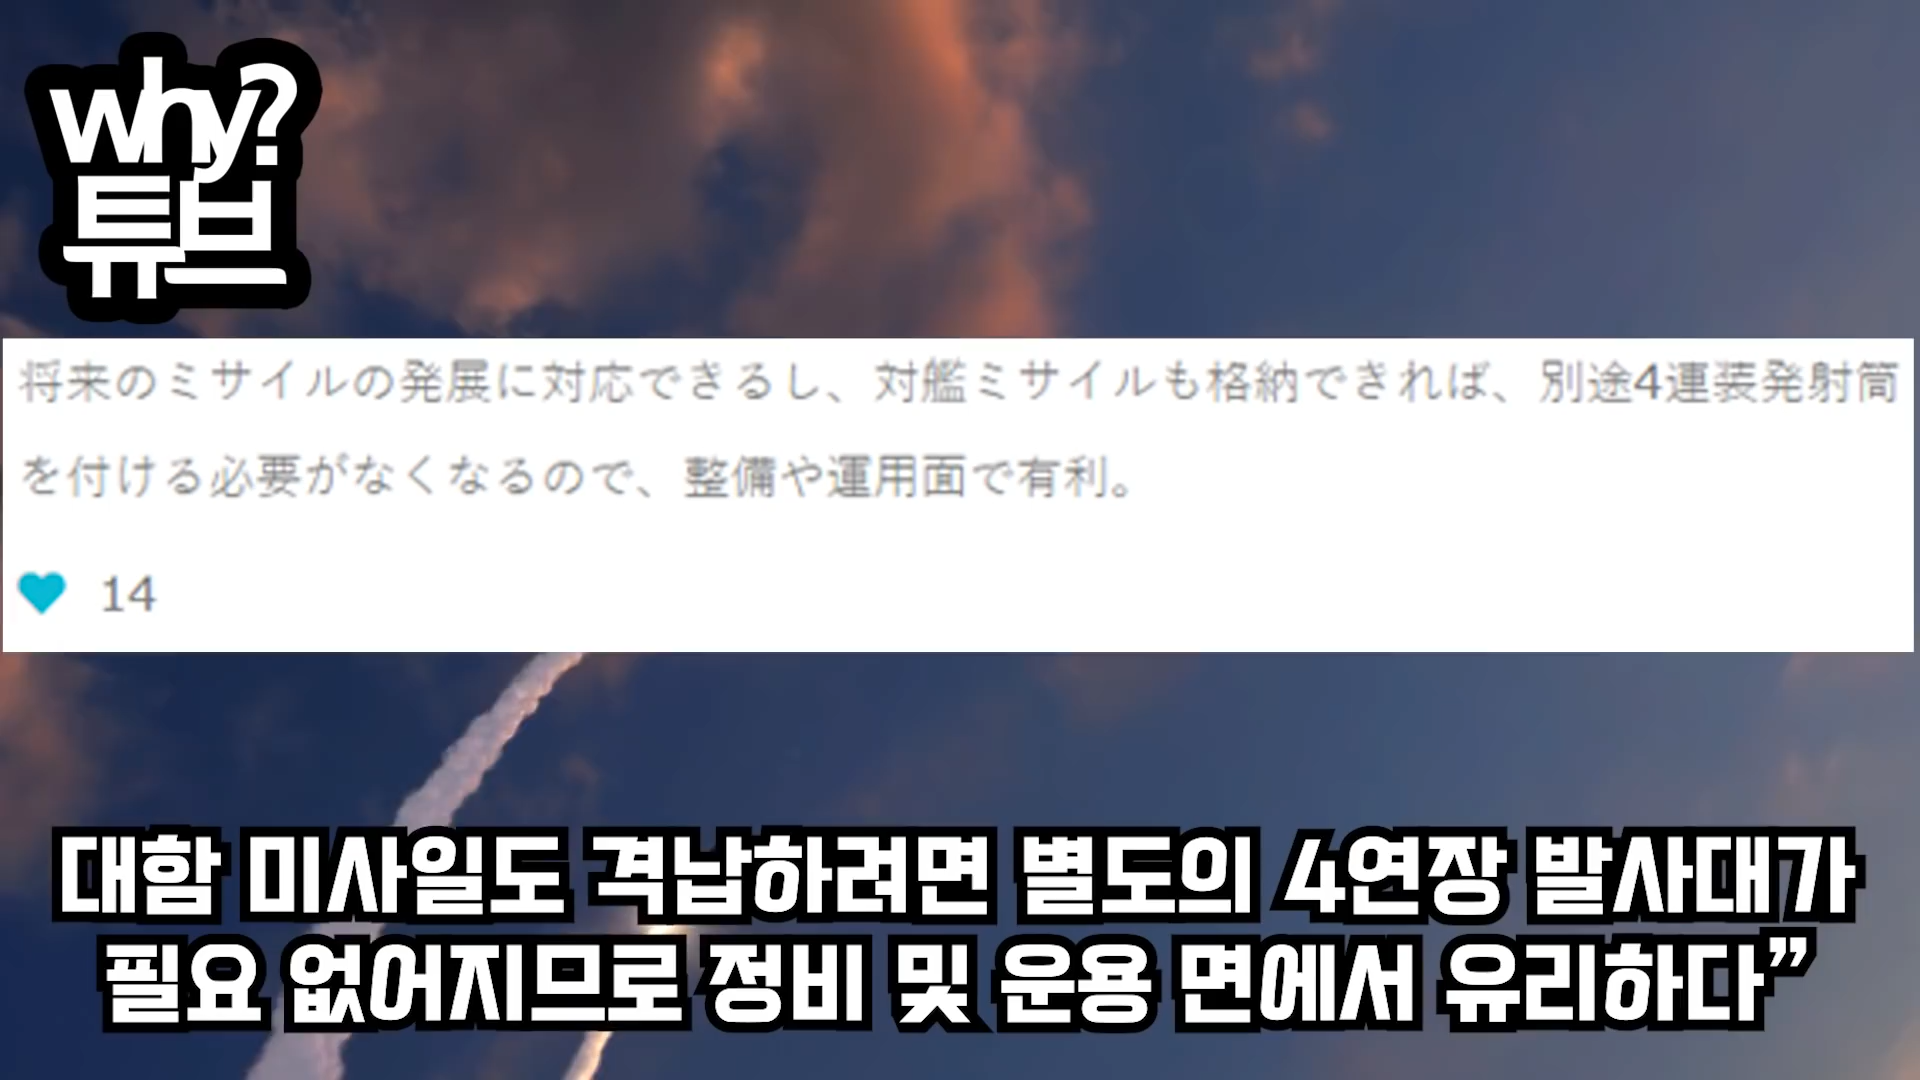 why?
튜브
将来のミサイルの発展に対応できるし、対艦ミサイルも格納できれば、別途4連装発射筒
を付ける必要がなくなるので、整備や運用面で有利。
14
대함 미사일도 격납하려면 별도의 4연장 발사대가
필요 없어지므로 정비 및 운용 면에서 유리하다”